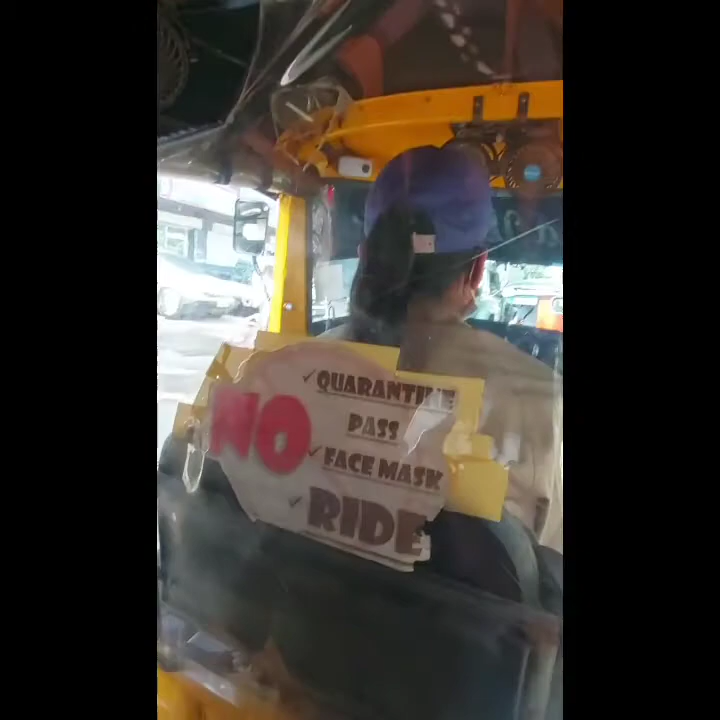 NO
✓ QUARANTINE
PASS
✓ FACE MASK
✓ RIDE